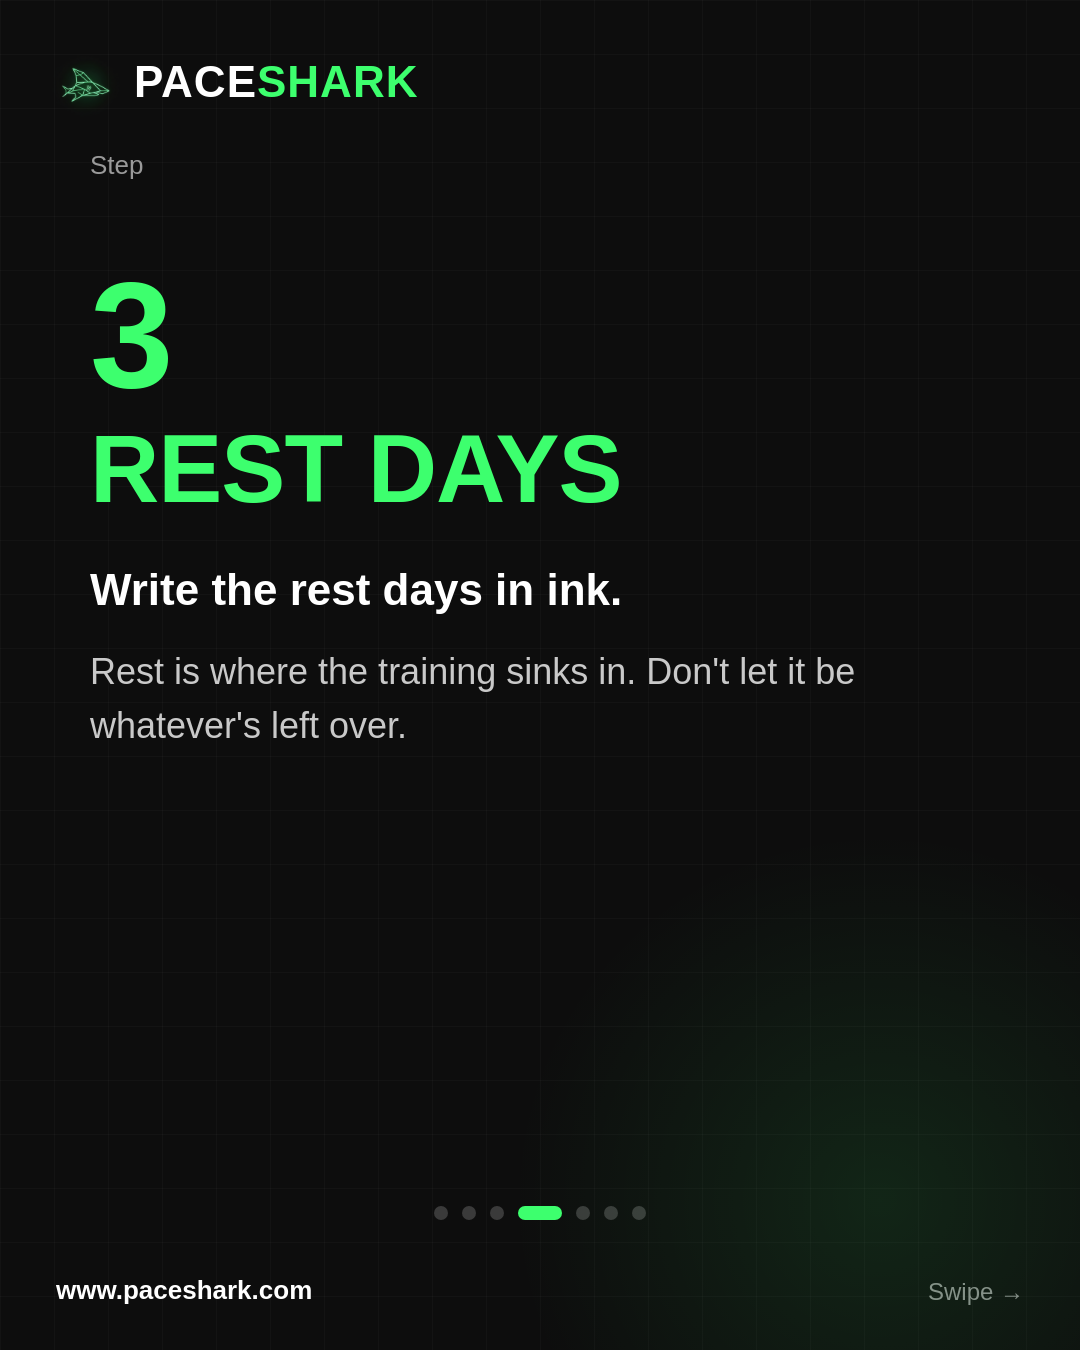 PACESHARK
Step
3
REST DAYS
Write the rest days in ink.
Rest is where the training sinks in. Don't let it be
whatever's left over.
www.paceshark.com
Swipe →